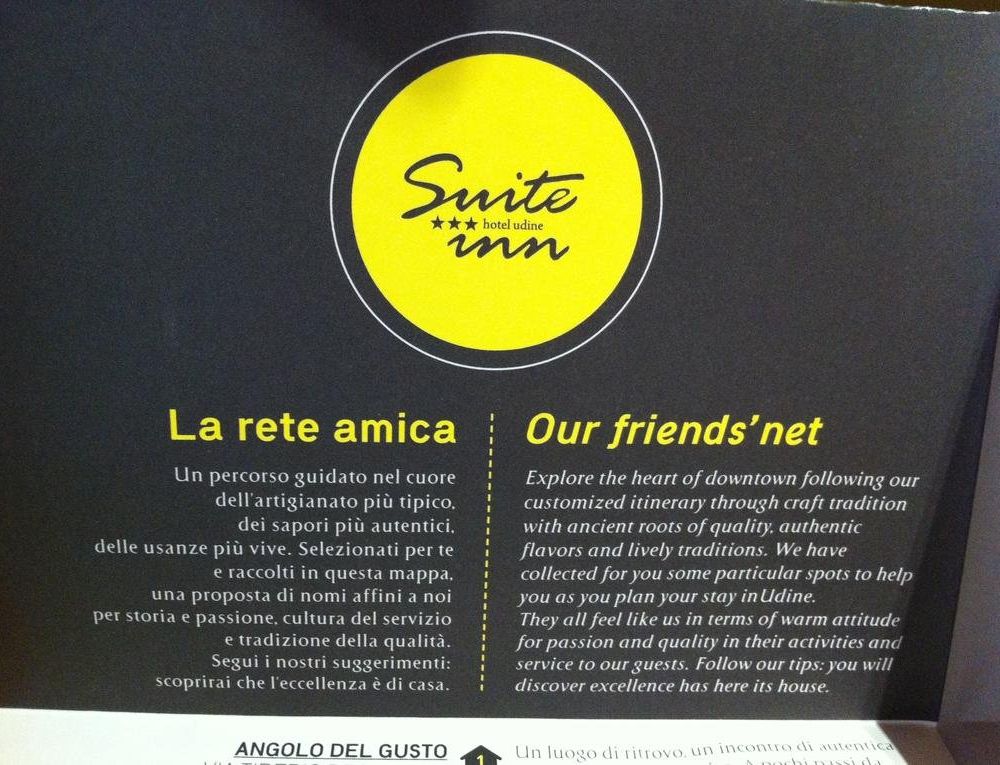 Suite
★★★ hotel udine
inn
La rete amica
Un percorso guidato nel cuore
dell'artigianato più tipico,
dei sapori più autentici,
delle usanze più vive. Selezionati per te
e raccolti in questa mappa,
una proposta di nomi affini a noi
per storia e passione, cultura del servizio
e tradizione della qualità.
Segui i nostri suggerimenti:
scoprirai che l'eccellenza è di casa.
Our friends'net
Explore the heart of downtown following our
customized itinerary through craft tradition
with ancient roots of quality, authentic
flavors and lively traditions. We have
collected for you some particular spots to help
you as you plan your stay inUdine.
They all feel like us in terms of warm attitude
for passion and quality in their activities and
service to our guests. Follow our tips: you will
discover excellence has here its house.
ANGOLO DEL GUSTO
1
Un luogo di ritrovo, un incontro di autentica